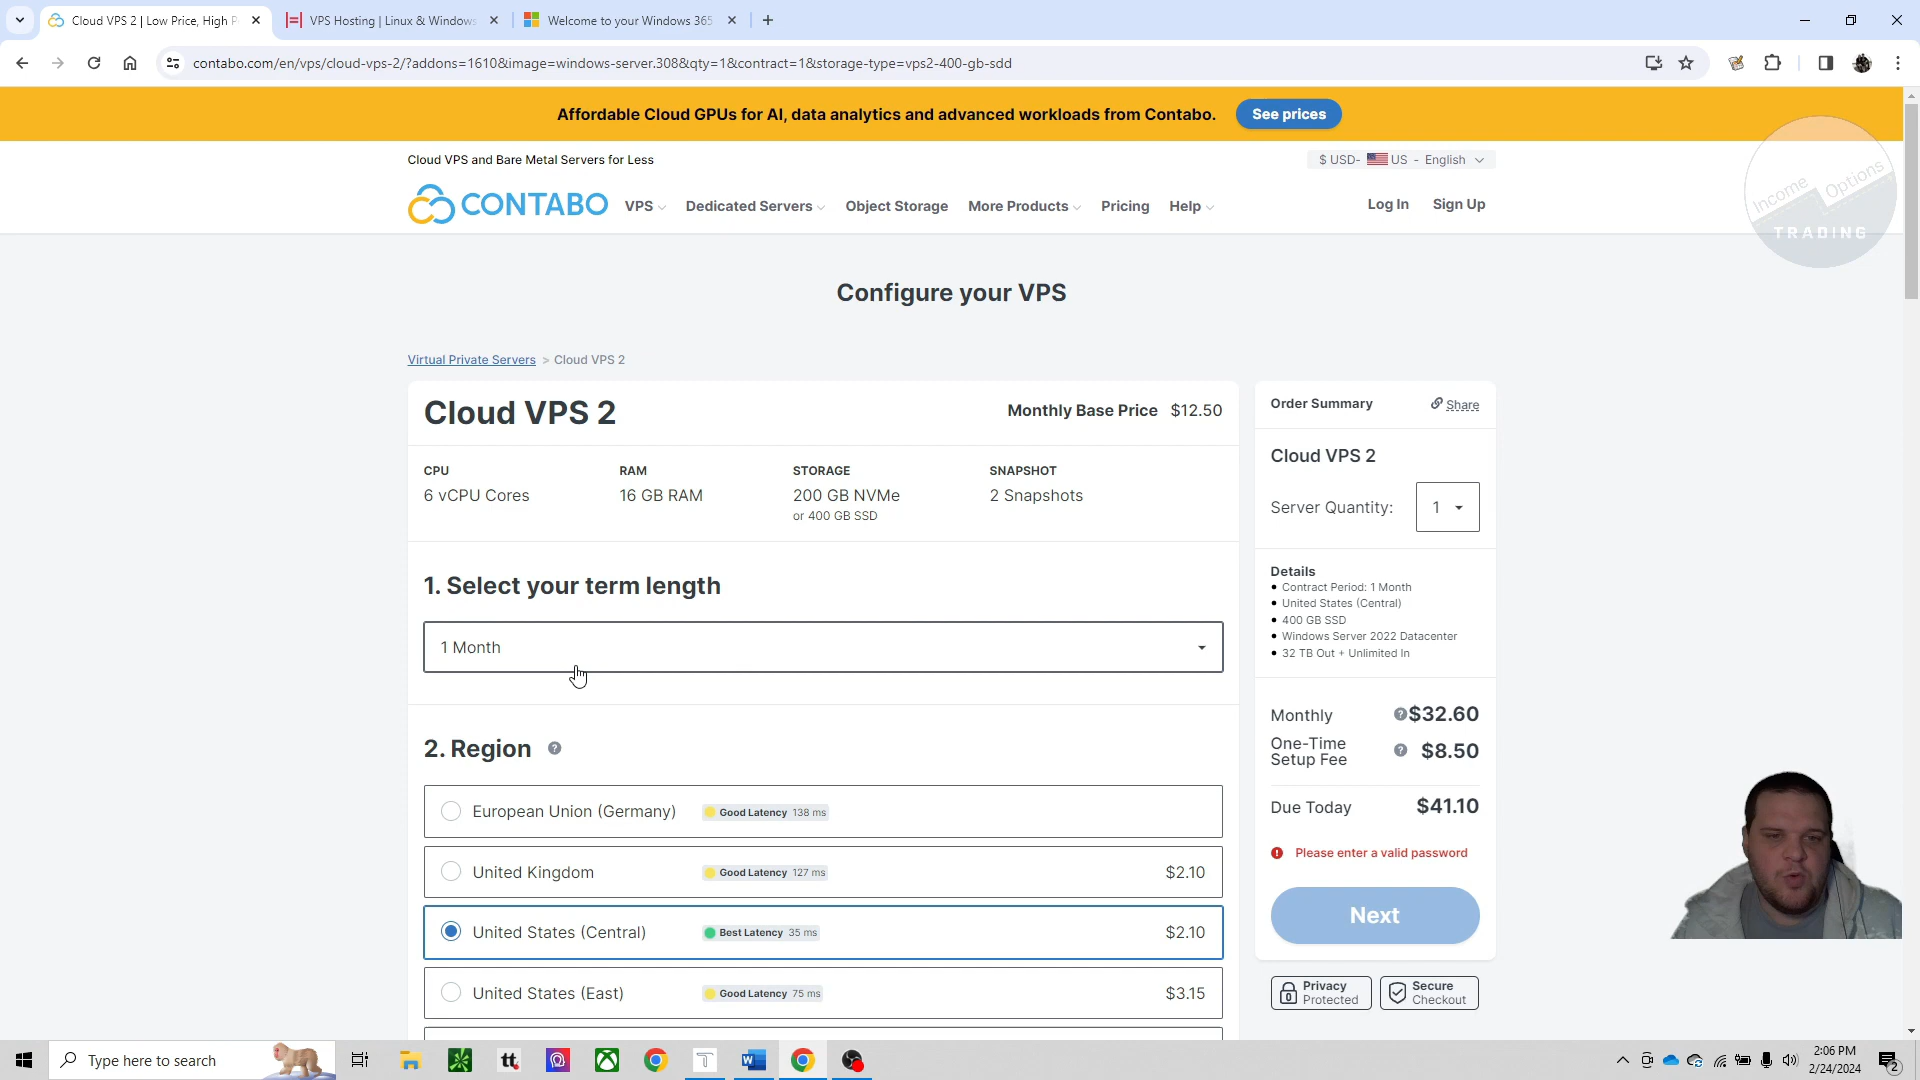 Cloud VPS 2 | Low Price, High P
VPS Hosting | Linux & Windows
Welcome to your Windows 365
contabo.com/en/vps/cloud-vps-2/?addons=1610&image=windows-server.308&qty=1&contract=1&storage-type=vps2-400-gb-sdd
Affordable Cloud GPUs for AI, data analytics and advanced workloads from Contabo.
See prices
Cloud VPS and Bare Metal Servers for Less
$ USD- US - English
CONTABO
VPS
Dedicated Servers
Object Storage
More Products
Pricing
Help
Log In
Sign Up
Income Options
TRADING
Configure your VPS
Virtual Private Servers > Cloud VPS 2
Cloud VPS 2
Monthly Base Price $12.50
CPU
6 vCPU Cores
RAM
16 GB RAM
STORAGE
200 GB NVMe
or 400 GB SSD
SNAPSHOT
2 Snapshots
1. Select your term length
1 Month
2. Region ?
European Union (Germany) Good Latency 138 ms
United Kingdom Good Latency 127 ms $2.10
United States (Central) Best Latency 35 ms $2.10
United States (East) Good Latency 75 ms $3.15
Order Summary
Share
Cloud VPS 2
Server Quantity: 1
Details
• Contract Period: 1 Month
• United States (Central)
• 400 GB SSD
• Windows Server 2022 Datacenter
• 32 TB Out + Unlimited In
Monthly ? $32.60
One-Time
Setup Fee ? $8.50
Due Today $41.10
! Please enter a valid password
Next
Privacy
Protected
Secure
Checkout
Type here to search
tt
T
W
2:06 PM
2/24/2024
2